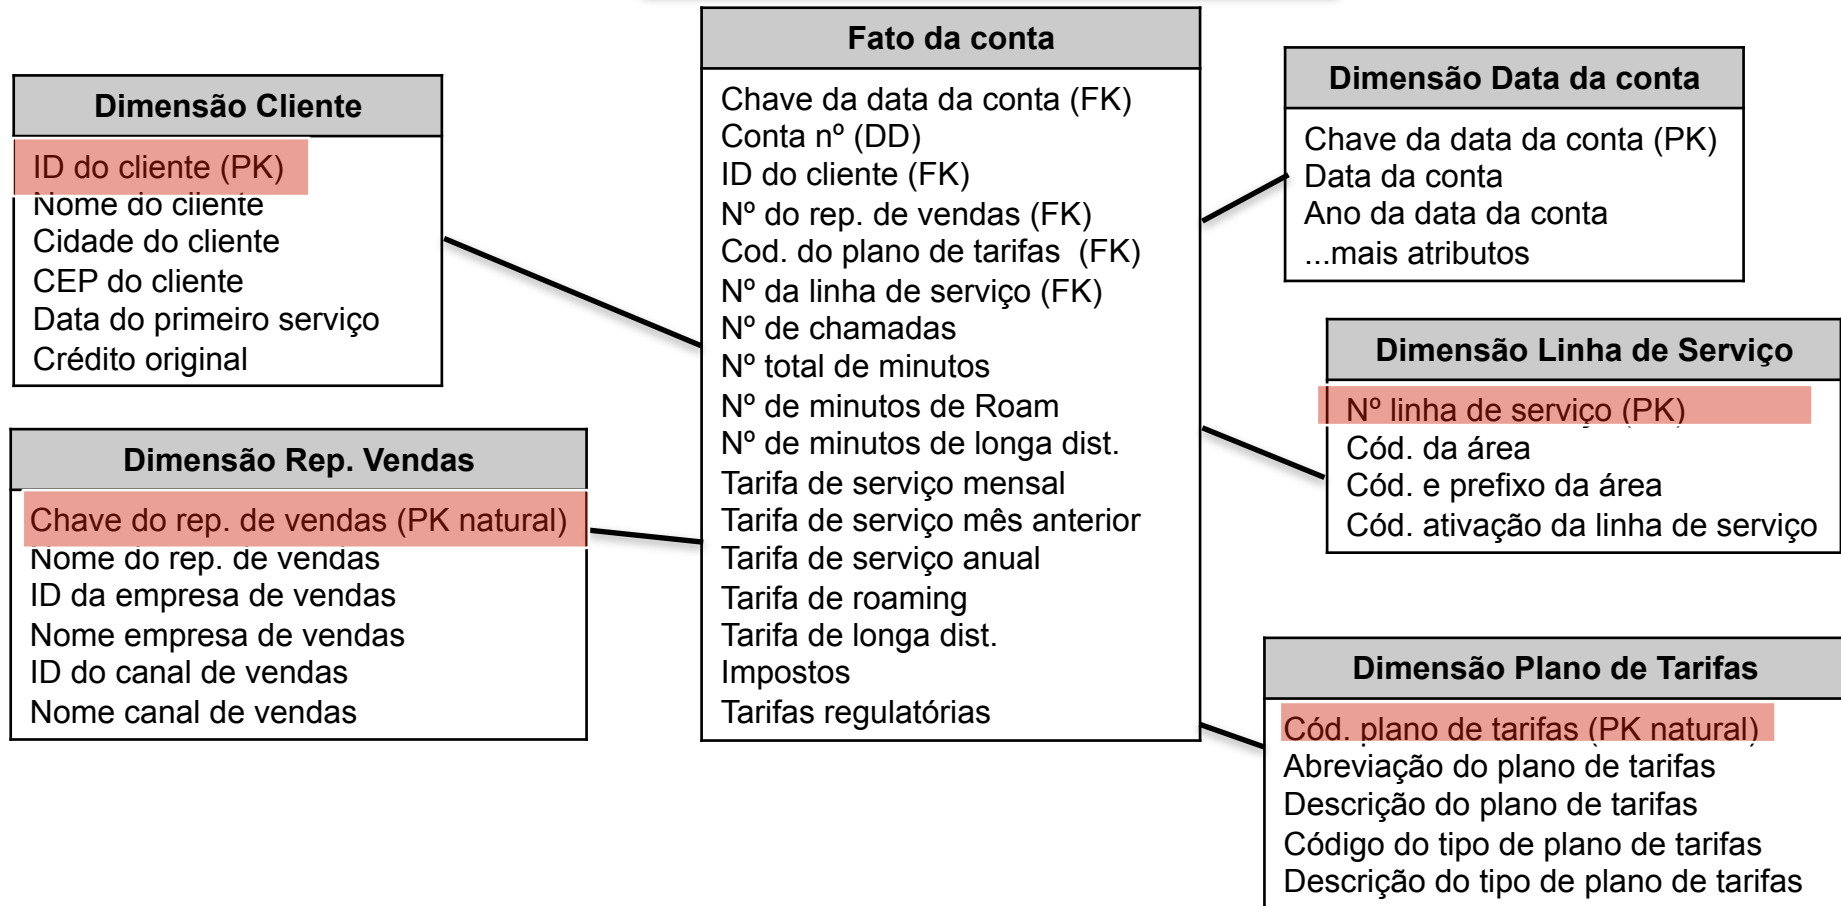 Fato da conta
Chave da data da conta (FK)
Conta nº (DD)
ID do cliente (FK)
Nº do rep. de vendas (FK)
Cod. do plano de tarifas  (FK)
Nº da linha de serviço (FK)
Nº de chamadas
Nº total de minutos
Nº de minutos de Roam
Nº de minutos de longa dist.
Tarifa de serviço mensal
Tarifa de serviço mês anterior
Tarifa de serviço anual
Tarifa de roaming
Tarifa de longa dist.
Impostos
Tarifas regulatórias
Dimensão Cliente
ID do cliente (PK)
Nome do cliente
Cidade do cliente
CEP do cliente
Data do primeiro serviço
Crédito original
Dimensão Rep. Vendas
Chave do rep. de vendas (PK natural)
Nome do rep. de vendas
ID da empresa de vendas
Nome empresa de vendas
ID do canal de vendas
Nome canal de vendas
Dimensão Data da conta
Chave da data da conta (PK)
Data da conta
Ano da data da conta
...mais atributos
Dimensão Linha de Serviço
Nº linha de serviço (PK)
Cód. da área
Cód. e prefixo da área
Cód. ativação da linha de serviço
Dimensão Plano de Tarifas
Cód. plano de tarifas (PK natural)
Abreviação do plano de tarifas
Descrição do plano de tarifas
Código do tipo de plano de tarifas
Descrição do tipo de plano de tarifas